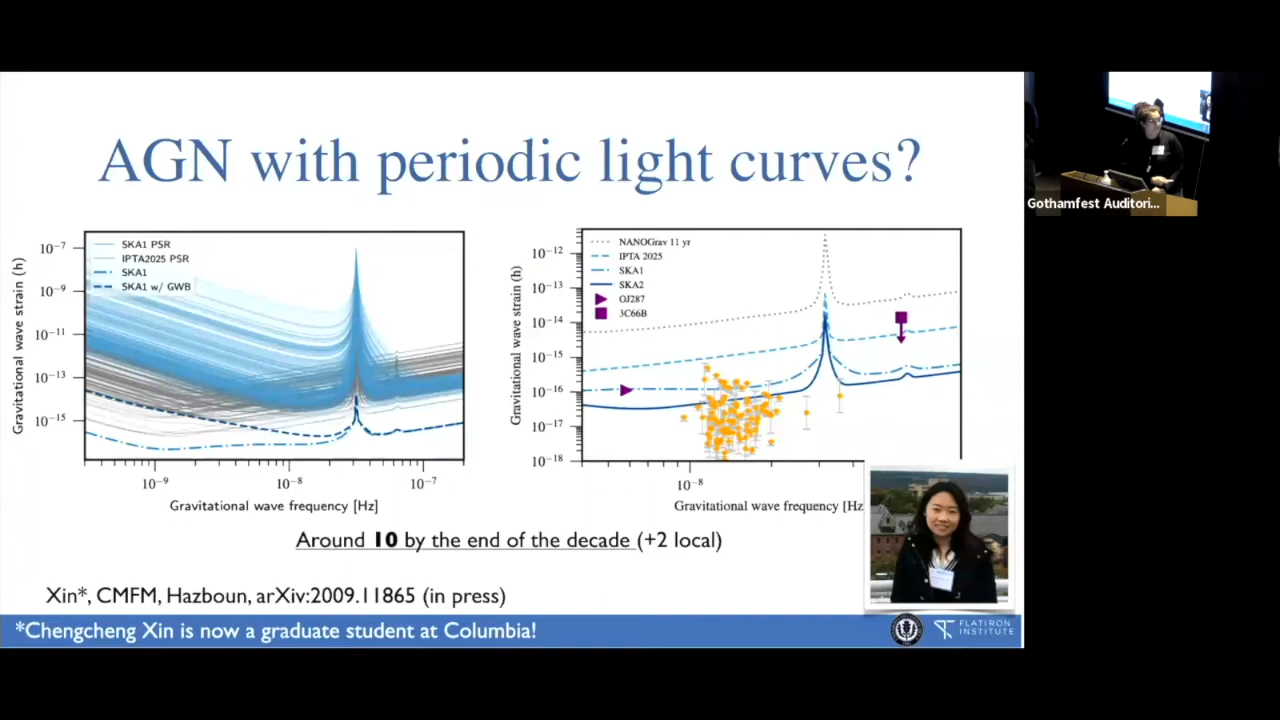 AGN with periodic light curves?
SKA1 PSR
IPTA2025 PSR
SKA1
SKA1 w/ GWB
Gravitational wave strain (h)
10⁻⁷
10⁻⁹
10⁻¹¹
10⁻¹³
10⁻¹⁵
10⁻⁹
10⁻⁸
10⁻⁷
Gravitational wave frequency [Hz]
NANOGrav 11 yr
IPTA 2025
SKA1
SKA2
OJ287
3C66B
Gravitational wave strain (h)
10⁻¹²
10⁻¹³
10⁻¹⁴
10⁻¹⁵
10⁻¹⁶
10⁻¹⁷
10⁻¹⁸
10⁻⁸
Gravitational wave frequency [Hz
Around 10 by the end of the decade (+2 local)
Xin*, CMFM, Hazboun, arXiv:2009.11865 (in press)
*Chengcheng Xin is now a graduate student at Columbia!
FLATIRON
INSTITUTE
Gothamfest Auditori...